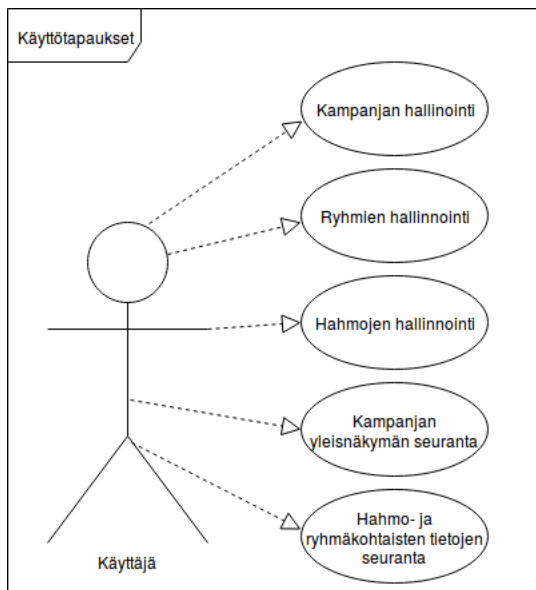 Käyttötapaukset
Kampanjan hallinointi
Ryhmien hallinnointi
Hahmojen hallinnointi
Kampanjan
yleisnäkymän seuranta
Hahmo- ja
ryhmäkohtaisten tietojen
seuranta
Käyttäjä